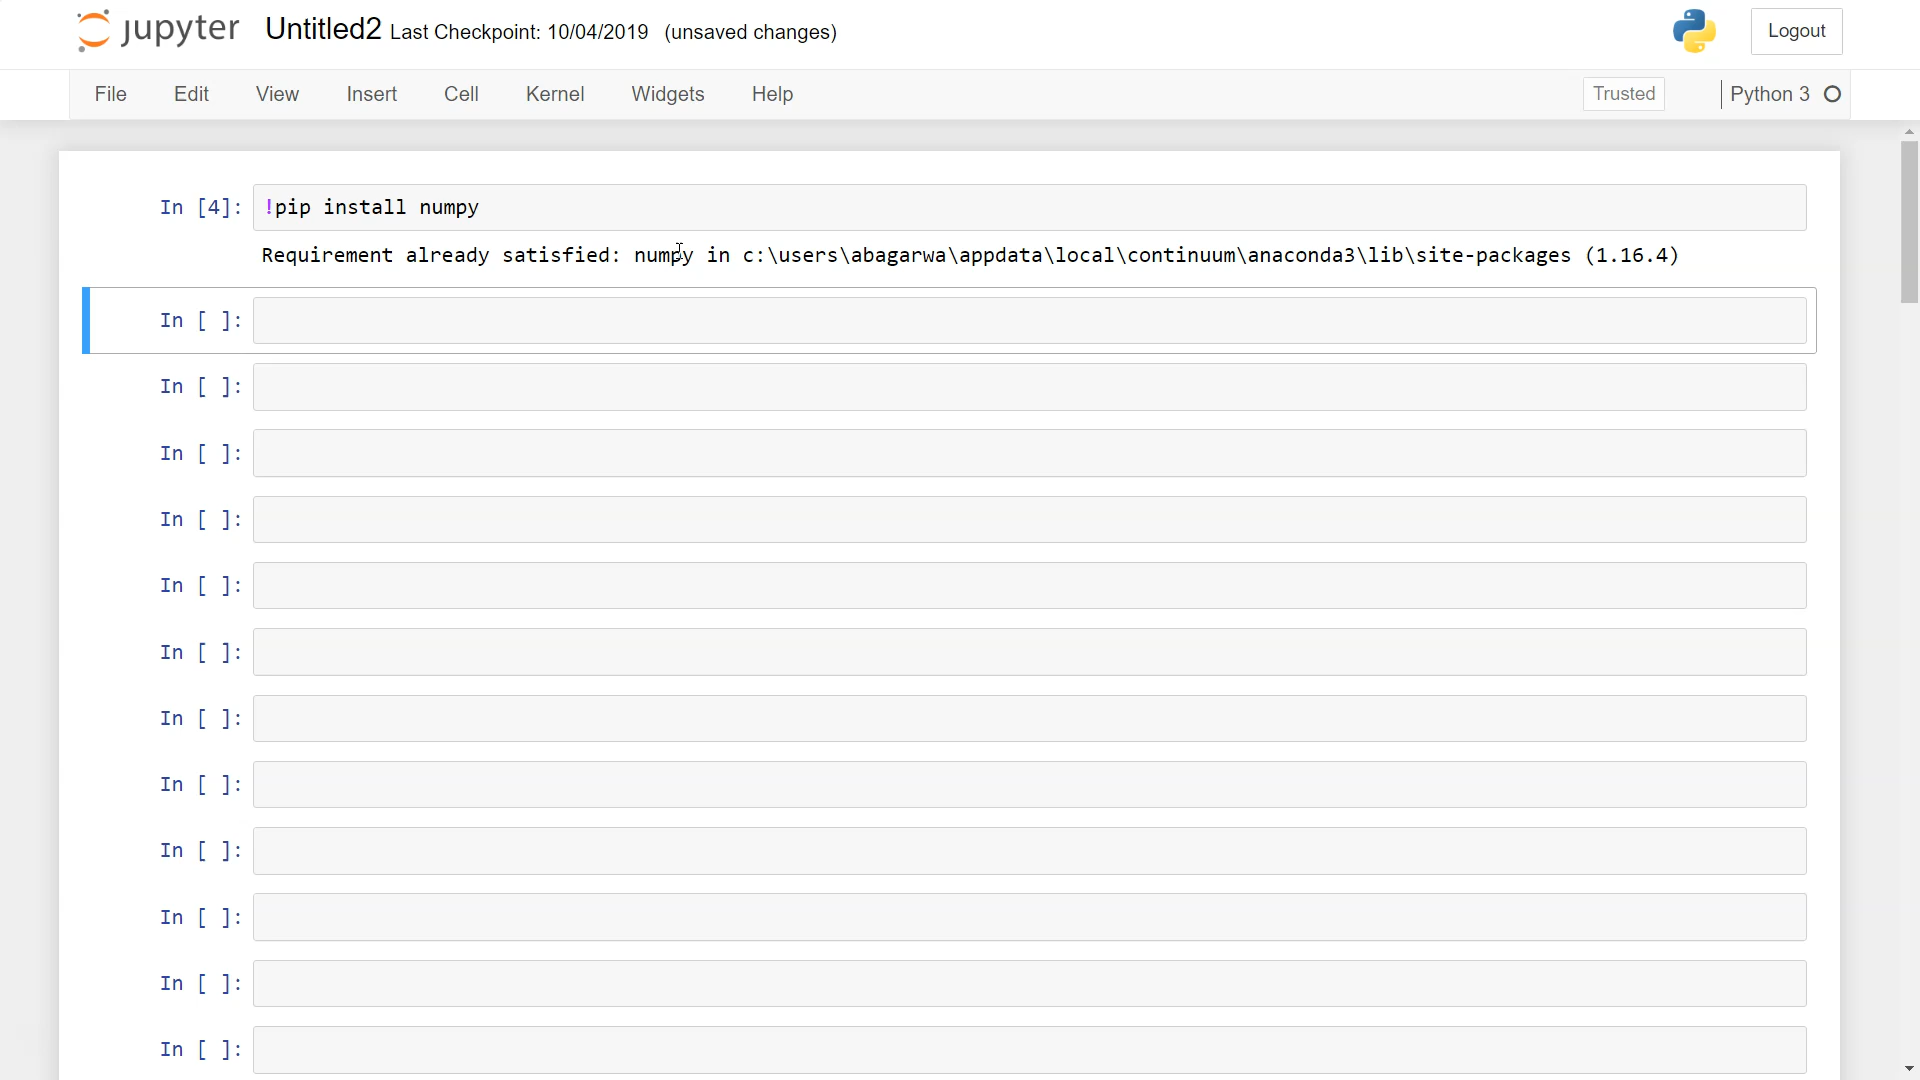 jupyter Untitled2 Last Checkpoint: 10/04/2019 (unsaved changes) Logout
File Edit View Insert Cell Kernel Widgets Help Trusted Python 3
In [4]: !pip install numpy
Requirement already satisfied: numpy in c:\users\abagarwa\appdata\local\continuum\anaconda3\lib\site-packages (1.16.4)
In [ ]:
In [ ]:
In [ ]:
In [ ]:
In [ ]:
In [ ]:
In [ ]:
In [ ]:
In [ ]:
In [ ]:
In [ ]:
In [ ]: